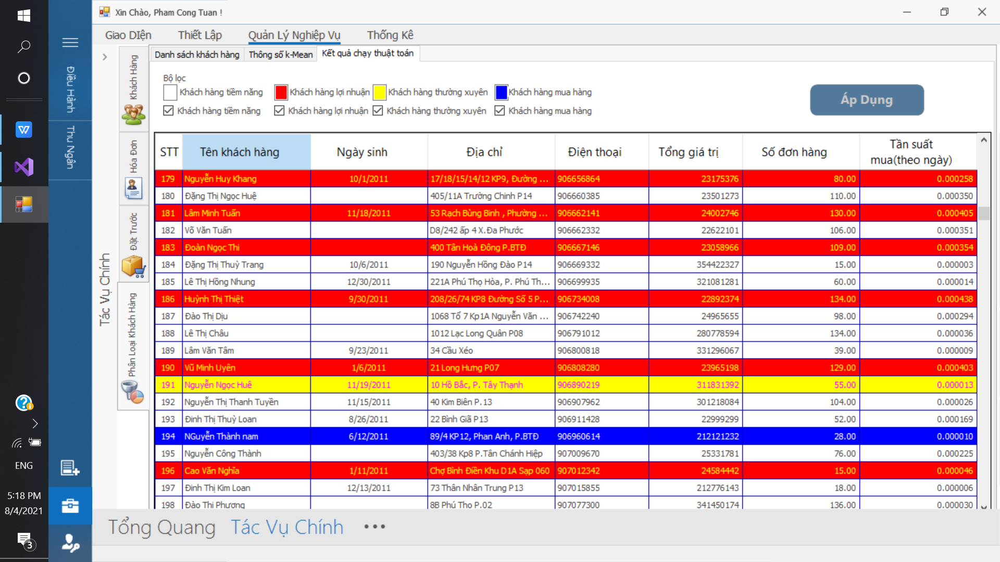 Xin Chào, Pham Cong Tuan !
Giao DIện Thiết Lập Quản Lý Nghiệp Vụ Thống Kê
Danh sách khách hàng Thông số k-Mean Kết quả chạy thuật toán
Điều Hành
Thu Ngân
Tác Vụ Chính
Khách Hàng
Hóa Đơn
Đặt Trước
Phân Loại Khách Hàng
Bộ lọc
Khách hàng tiềm năng Khách hàng lợi nhuận Khách hàng thường xuyên Khách hàng mua hàng
Khách hàng tiềm năng Khách hàng lợi nhuận Khách hàng thường xuyên Khách hàng mua hàng
Áp Dụng
STT Tên khách hàng Ngày sinh Địa chỉ Điện thoại Tổng giá trị Số đơn hàng Tần suất
mua(theo ngày)
179 Nguyễn Huy Khang 10/1/2011 17/18/15/14/12 KP9, Đường ... 906656864 23175376 80.00 0.000258
180 Đặng Thị Ngọc Huệ 405/11A Trường Chinh P14 906660385 23501273 110.00 0.000350
181 Lâm Minh Tuấn 11/18/2011 53 Rạch Bùng Binh , Phường ... 906662141 24002746 130.00 0.000405
182 Võ Văn Tuấn D8/242 ấp 4 X.Đa Phước 906662332 22622101 106.00 0.000351
183 Đoàn Ngọc Thi 400 Tân Hoà Đông P.BTĐ 906667146 23058966 109.00 0.000354
184 Đặng Thị Thuỳ Trang 10/6/2011 190 Nguyễn Hồng Đào P14 906669332 354422327 15.00 0.000003
185 Lê Thị Hồng Nhung 12/30/2011 221A Phú Thọ Hòa, P. Phú Th... 906699935 321081281 60.00 0.000014
186 Huỳnh Thị Thiệt 9/30/2011 208/26/74 KP8 Đường Số 5 P... 906734008 22892374 134.00 0.000438
187 Đào Thị Dịu 1068 Tổ 7 Kp1A Nguyễn Văn ... 906742240 24965655 98.00 0.000294
188 Lê Thị Châu 1012 Lạc Long Quân P08 906791012 280778594 134.00 0.000036
189 Lâm Văn Tâm 9/23/2011 34 Cầu Xéo 906800818 331296067 39.00 0.000009
190 Vũ Minh Uyên 1/6/2011 21 Long Hưng P07 906808280 23965198 129.00 0.000403
191 Nguyễn Ngọc Huê 11/19/2011 10 Hồ Bắc, P. Tây Thạnh 906890219 311831392 55.00 0.000013
192 Nguyễn Thị Thanh Tuyền 11/15/2011 40 Kim Biên P.13 906907962 301218084 104.00 0.000026
193 Đinh Thị Thuỳ Loan 8/26/2011 22 Bình Giã P13 906911428 22999299 52.00 0.000169
194 NGuyễn Thành nam 6/12/2011 89/4 KP12, Phan Anh, P.BTĐ 906960614 212121232 28.00 0.000010
195 Nguyễn Công Thành 403/38 Kp8 P.Tân Chánh Hiệp 907009670 25331781 76.00 0.000225
196 Cao Văn Nghĩa 1/11/2011 Chợ Bình Điền Khu D1A Sạp 060 907012342 24584442 15.00 0.000046
197 Đinh Thị Kim Loan 12/13/2011 73 Thân Nhân Trung P13 907015855 212776143 18.00 0.000006
198 Đào Thị Phượng 8B Phú Thọ P.02 907077300 341450174 136.00 0.000030
Tổng Quang Tác Vụ Chính •••
ENG
5:18 PM
8/4/2021
3